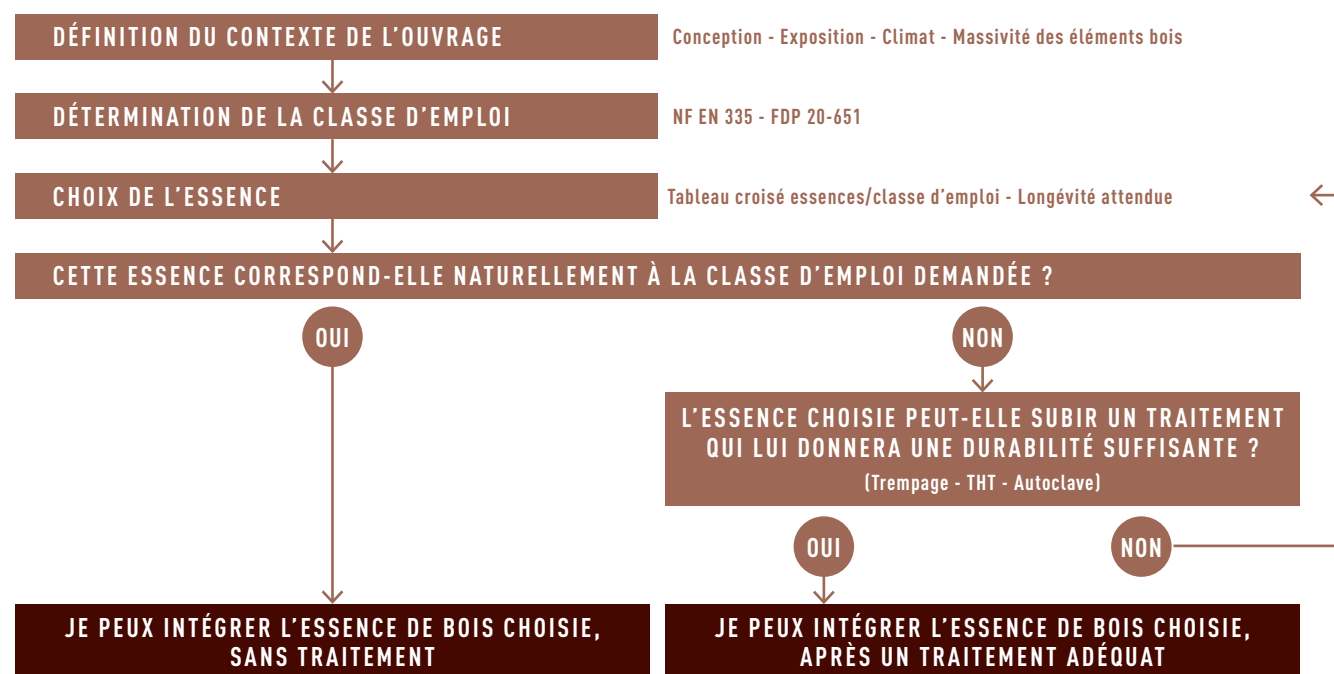 DÉFINITION DU CONTEXTE DE L'OUVRAGE
Conception - Exposition - Climat - Massivité des éléments bois
DÉTERMINATION DE LA CLASSE D'EMPLOI
NF EN 335 - FDP 20-651
CHOIX DE L'ESSENCE
Tableau croisé essences/classe d'emploi - Longévité attendue
CETTE ESSENCE CORRESPOND-ELLE NATURELLEMENT À LA CLASSE D'EMPLOI DEMANDÉE ?
OUI
NON
L'ESSENCE CHOISIE PEUT-ELLE SUBIR UN TRAITEMENT
QUI LUI DONNERA UNE DURABILITÉ SUFFISANTE ?
(Trempage - THT - Autoclave)
OUI
NON
JE PEUX INTÉGRER L'ESSENCE DE BOIS CHOISIE,
SANS TRAITEMENT
JE PEUX INTÉGRER L'ESSENCE DE BOIS CHOISIE,
APRÈS UN TRAITEMENT ADÉQUAT